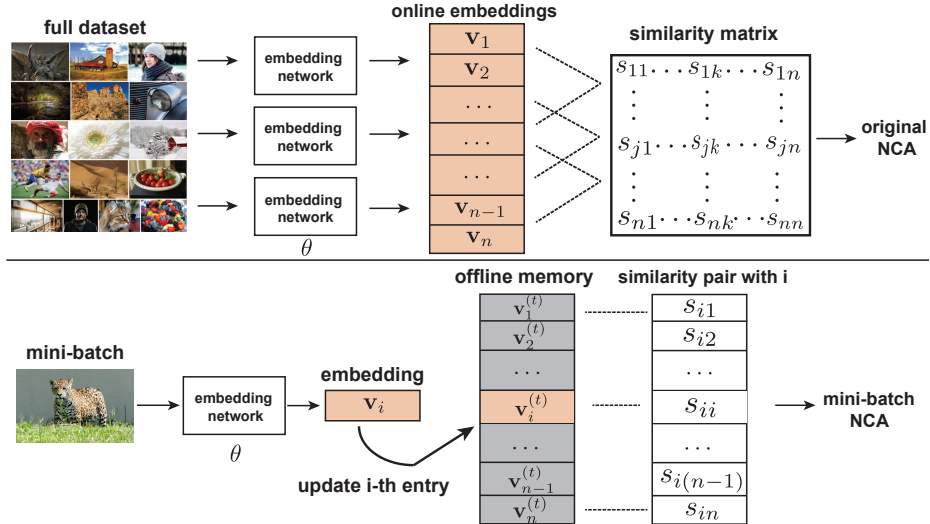 full dataset
online embeddings
similarity matrix
embedding network
embedding network
embedding network
θ
v₁
v₂
...
...
...
vₙ₋₁
vₙ
s₁₁ ... s₁ₖ ... s₁ₙ
⋮ ⋮ ⋮
sⱼ₁ ... sⱼₖ ... sⱼₙ
⋮ ⋮ ⋮
sₙ₁ ... sₙₖ ... sₙₙ
original
NCA
mini-batch
embedding
network
θ
embedding
vᵢ
update i-th entry
offline memory
v₁⁽ᵗ⁾
v₂⁽ᵗ⁾
...
vᵢ⁽ᵗ⁾
...
vₙ₋₁⁽ᵗ⁾
vₙ⁽ᵗ⁾
similarity pair with i
sᵢ₁
sᵢ₂
...
sᵢᵢ
...
sᵢ₍ₙ₋₁₎
sᵢₙ
mini-batch
NCA